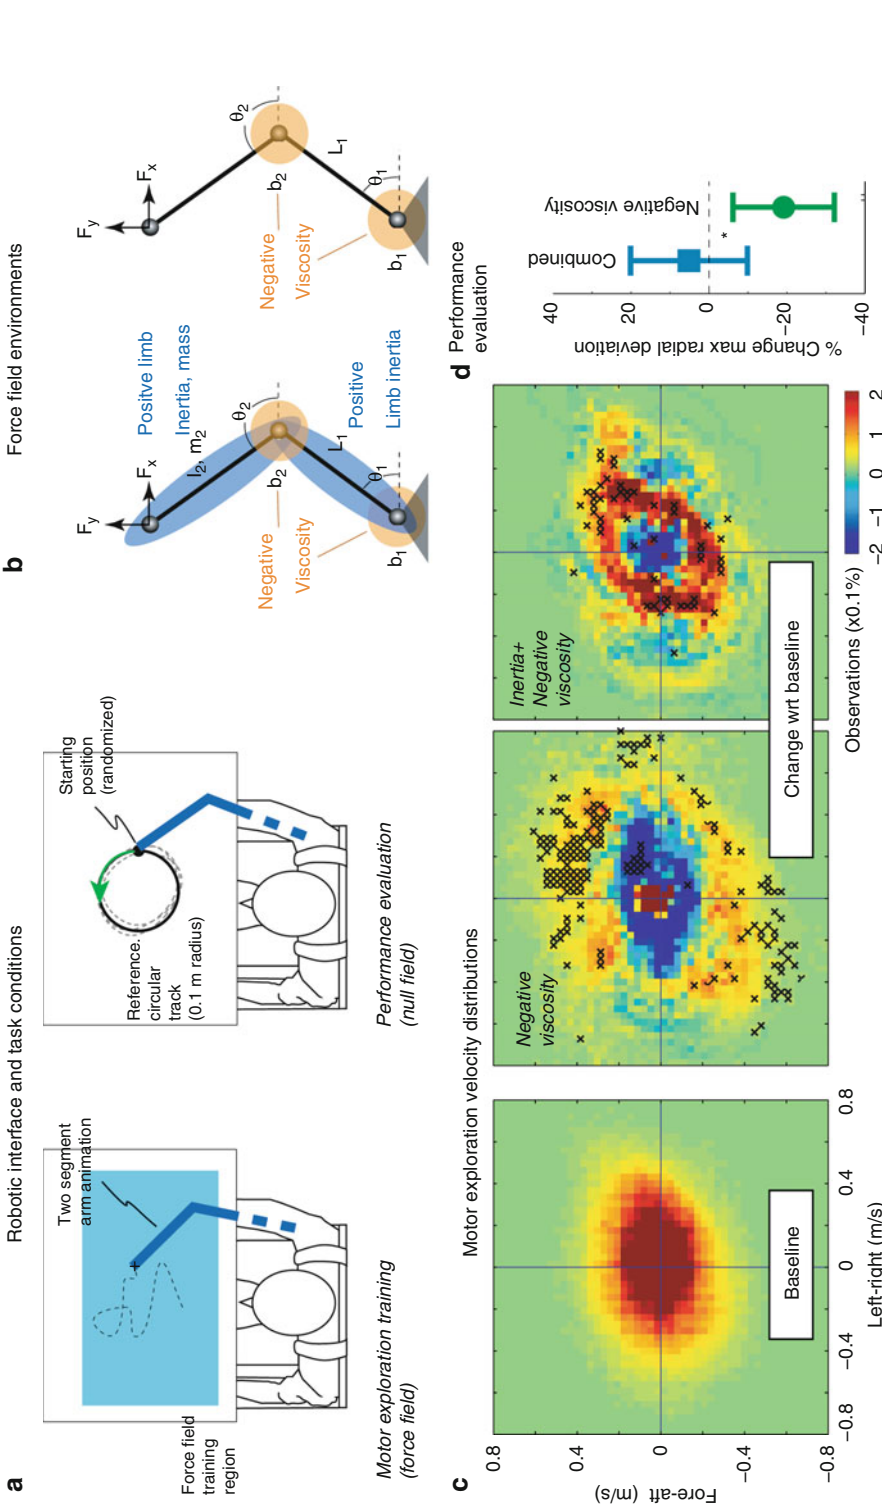 a
Robotic interface and task conditions
Two segment
arm animation
Force field
training
region
Motor exploration training
(force field)
Starting
position
(randomized)
Reference.
circular
track
(0.1 m radius)
Performance evaluation
(null field)
b
Force field environments
Fy
Fx
Positve limb
Inertia, mass
I2, m2
θ2
Negative
Viscosity
b2
L1
Positive
Limb inertia
θ1
b1
Fy
Fx
θ2
Negative
Viscosity
b2
L1
θ1
b1
c
Motor exploration velocity distributions
Fore-aft (m/s)
0.8
0.4
0
−0.4
−0.8
Baseline
−0.8
−0.4
0
0.4
0.8
Left-right (m/s)
Negative
viscosity
Inertia+
Negative
viscosity
Change wrt baseline
Observations (x0.1%)
−2
−1
0
1
2
d
Performance
evaluation
% Change max radial deviation
40
20
0
−20
−40
Combined
Negative viscosity
*